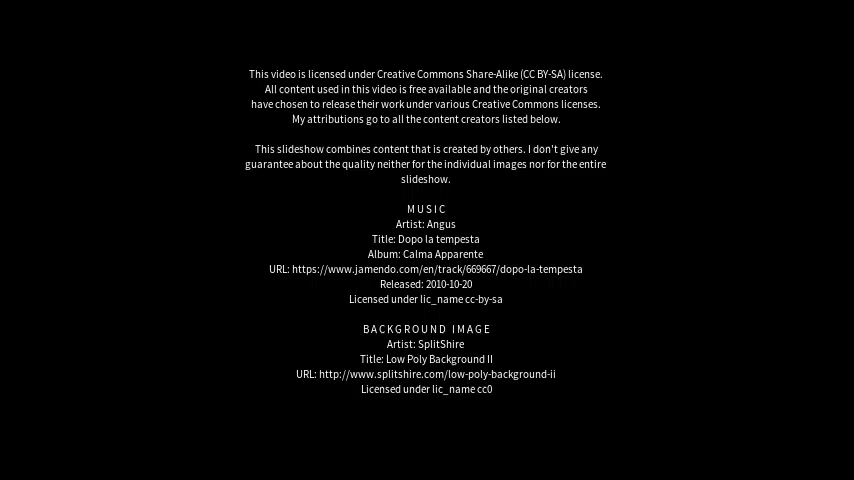 This video is licensed under Creative Commons Share-Alike (CC BY-SA) license.
All content used in this video is free available and the original creators
have chosen to release their work under various Creative Commons licenses.
My attributions go to all the content creators listed below.
This slideshow combines content that is created by others. I don't give any
guarantee about the quality neither for the individual images nor for the entire
slideshow.
MUSIC
Artist: Angus
Title: Dopo la tempesta
Album: Calma Apparente
URL: https://www.jamendo.com/en/track/669667/dopo-la-tempesta
Released: 2010-10-20
Licensed under lic_name cc-by-sa
BACKGROUND IMAGE
Artist: SplitShire
Title: Low Poly Background II
URL: http://www.splitshire.com/low-poly-background-ii
Licensed under lic_name cc0